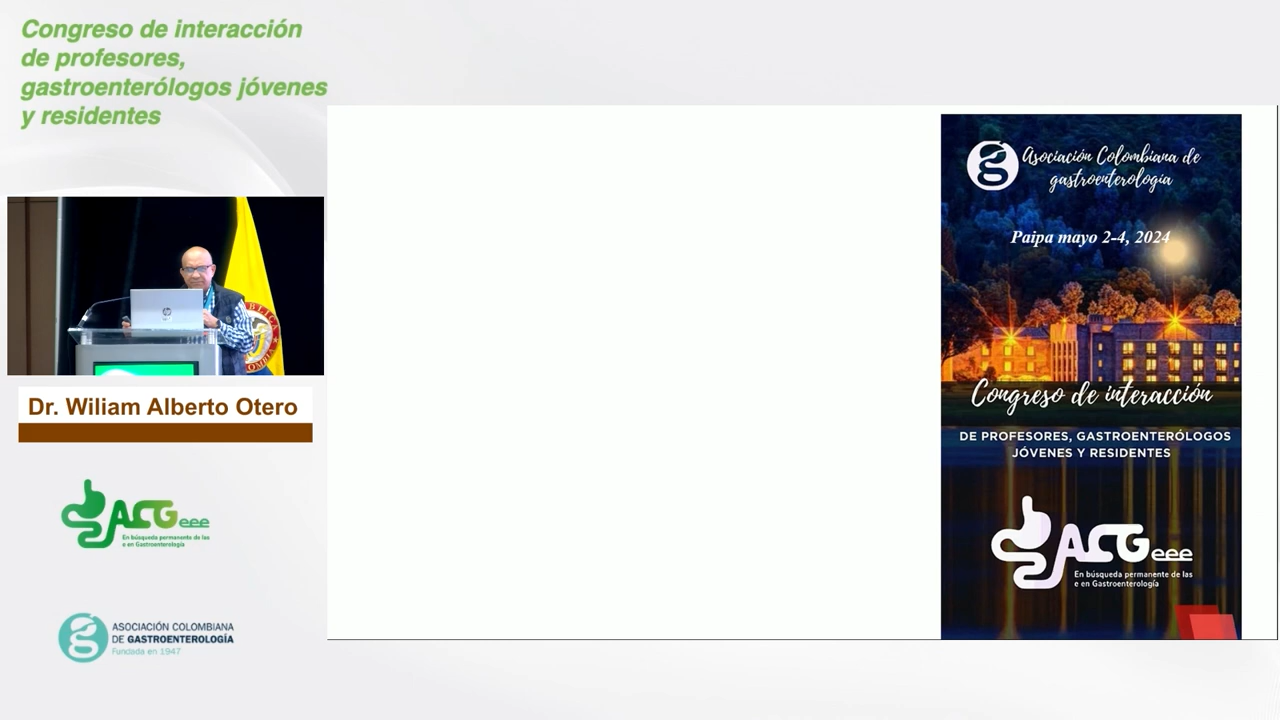 Congreso de interacción
de profesores,
gastroenterólogos jóvenes
y residentes
Dr. Wiliam Alberto Otero
ACGeee
En búsqueda permanente de las
e en Gastroenterología
ASOCIACIÓN COLOMBIANA
DE GASTROENTEROLOGÍA
Fundada en 1947
Asociación Colombiana de
gastroenterología
Paipa mayo 2-4, 2024
Congreso de interacción
DE PROFESORES, GASTROENTERÓLOGOS
JÓVENES Y RESIDENTES
ACGeee
En búsqueda permanente de las
e en Gastroenterología